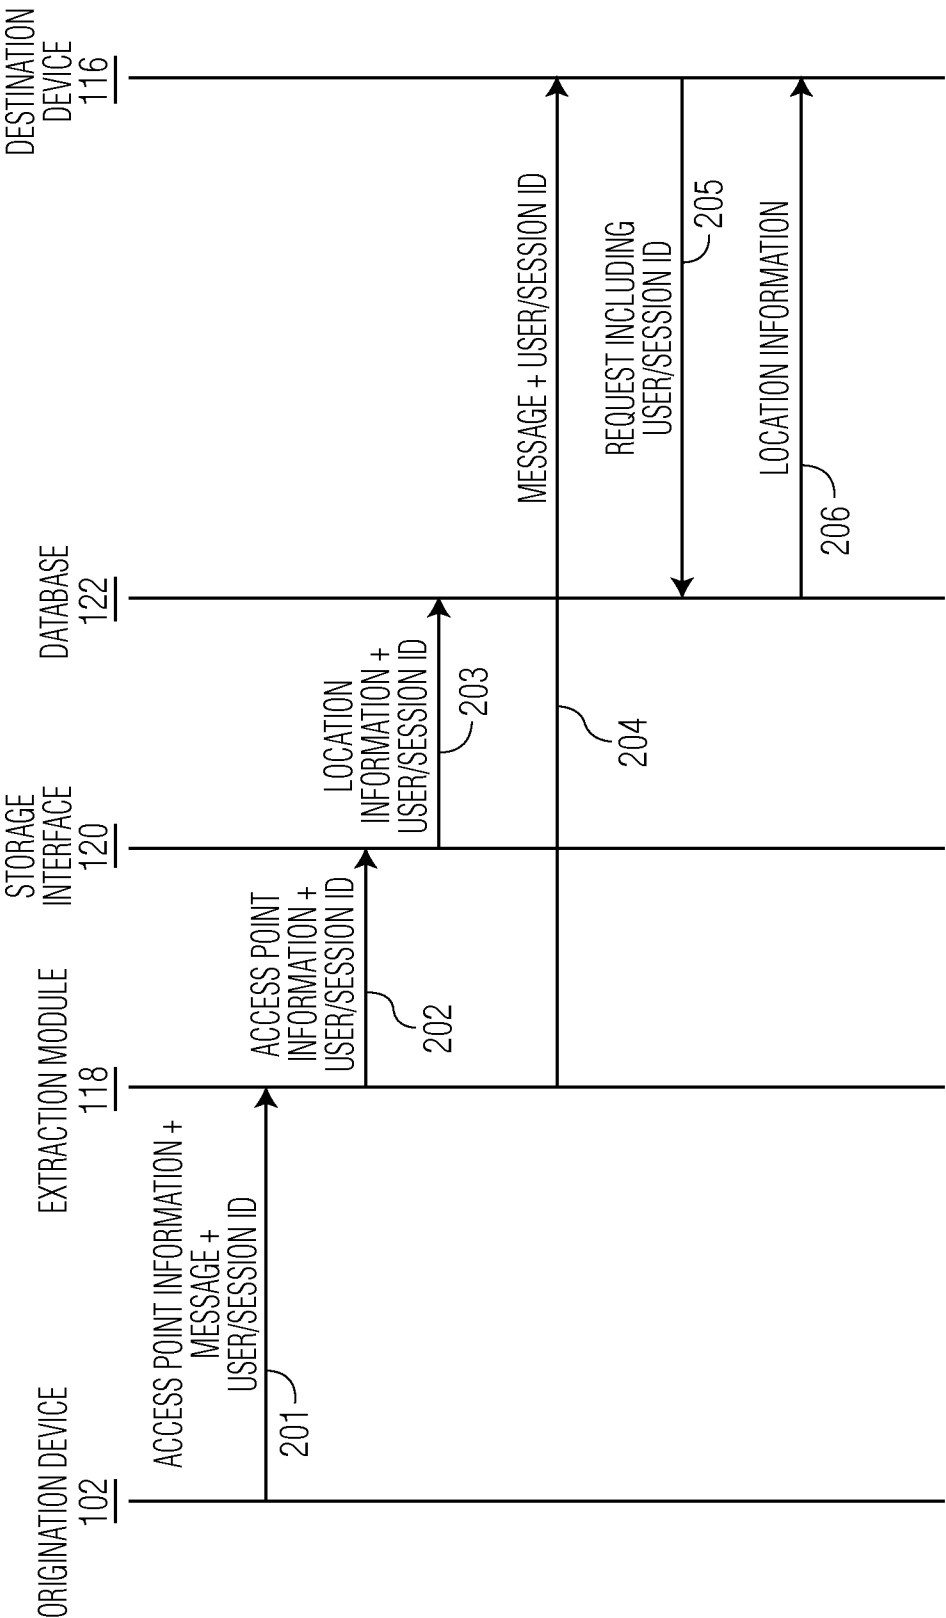 ORIGINATION DEVICE
102
EXTRACTION MODULE
118
STORAGE
INTERFACE
120
DATABASE
122
DESTINATION
DEVICE
116
ACCESS POINT INFORMATION +
MESSAGE +
USER/SESSION ID
201
ACCESS POINT
INFORMATION +
USER/SESSION ID
202
LOCATION
INFORMATION +
USER/SESSION ID
203
MESSAGE + USER/SESSION ID
204
REQUEST INCLUDING
USER/SESSION ID
205
LOCATION INFORMATION
206